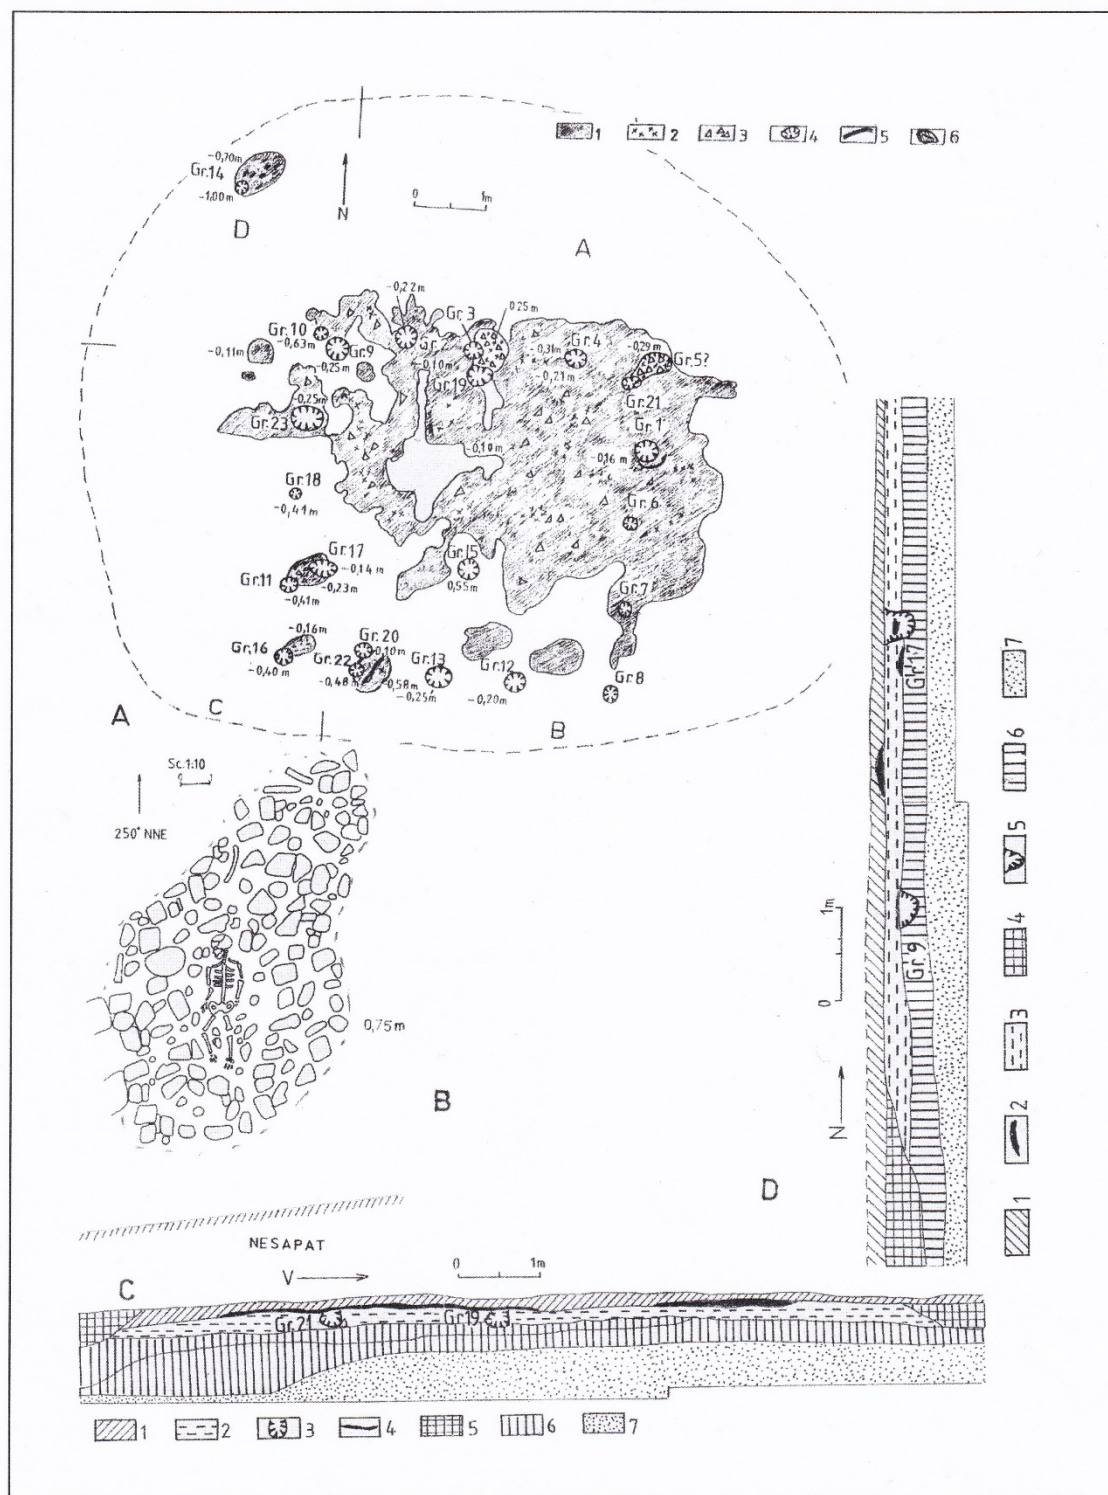 1 2 3 4 5 6
-0,70m
Gr.14
-1,00m
D
N
0 1m
A
-0,22m
Gr.3
0,25m
Gr.10
-0,63m
Gr.9
Gr.2
-0,31m
Gr.4
-0,29m
Gr.5?
-0,11m
-0,25m
-0,10m
Gr.19
-0,21m
Gr.21
-0,25m
Gr.23
Gr.1
-0,10m
-0,16m
Gr.18
-0,41m
Gr.6
Gr.17
-0,14m
Gr.15
Gr.11
-0,23m
-0,41m
0,55m
Gr.7
-0,16m
Gr.20
Gr.16
-0,10m
-0,40m
Gr.22
-0,48m
-0,58m
Gr.13
-0,25m
Gr.12
-0,20m
Gr.8
A
C
B
Sc.1:10
250° NNE
0,75m
B
Gr.17
Gr.9
0 1m
N
D
7
6
5
4
3
2
1
NESAPAT
V
0 1m
C
Gr.21
Gr.19
1 2 3 4 5 6 7